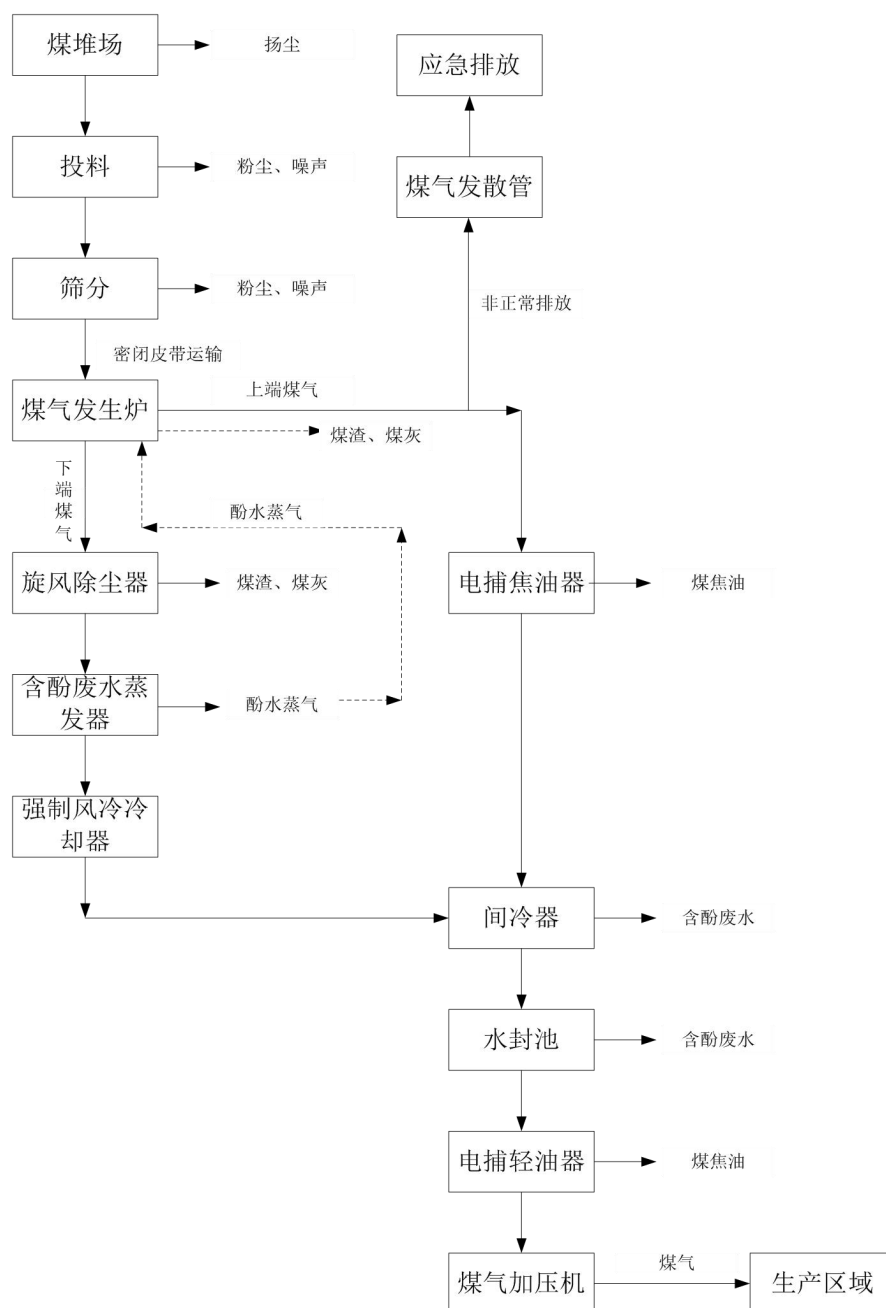 煤堆场
扬尘
应急排放
投料
粉尘、噪声
煤气发散管
筛分
粉尘、噪声
非正常排放
密闭皮带运输
煤气发生炉
上端煤气
煤渣、煤灰
下
端
煤
气
酚水蒸气
旋风除尘器
煤渣、煤灰
电捕焦油器
煤焦油
含酚废水蒸
发器
酚水蒸气
强制风冷冷
却器
间冷器
含酚废水
水封池
含酚废水
电捕轻油器
煤焦油
煤气加压机
煤气
生产区域